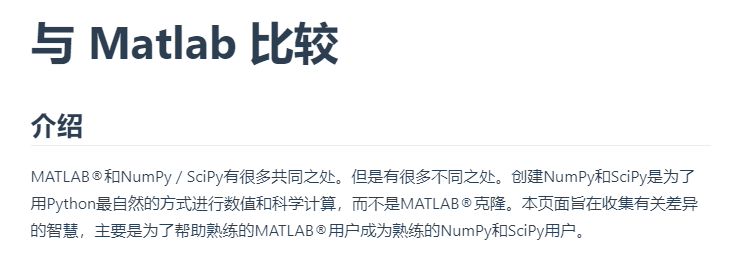 与 Matlab 比较
介绍
MATLAB®和NumPy / SciPy有很多共同之处。但是有很多不同之处。创建NumPy和SciPy是为了
用Python最自然的方式进行数值和科学计算，而不是MATLAB®克隆。本页面旨在收集有关差异
的智慧，主要是为了帮助熟练的MATLAB®用户成为熟练的NumPy和SciPy用户。